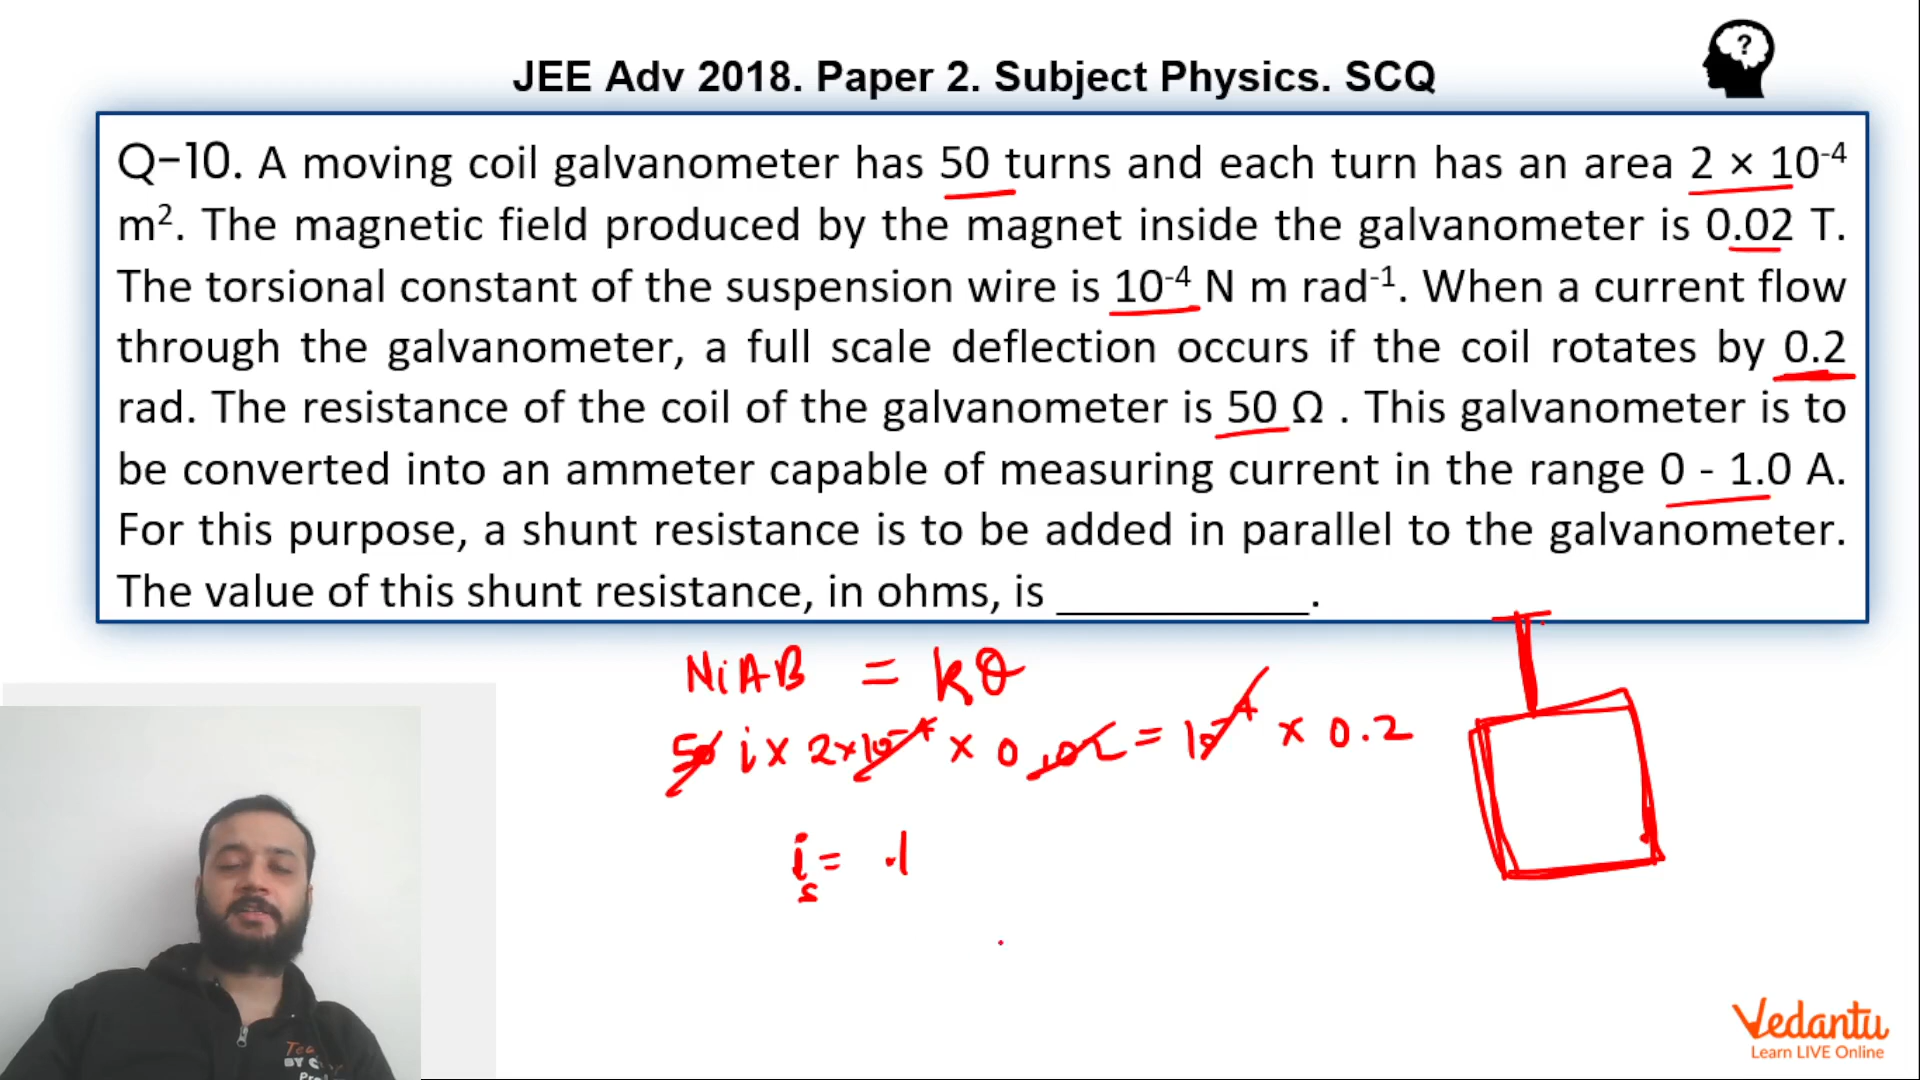 JEE Adv 2018. Paper 2. Subject Physics. SCQ
?
Q-10. A moving coil galvanometer has 50 turns and each turn has an area 2 × 10⁻⁴
m². The magnetic field produced by the magnet inside the galvanometer is 0.02 T.
The torsional constant of the suspension wire is 10⁻⁴ N m rad⁻¹. When a current flow
through the galvanometer, a full scale deflection occurs if the coil rotates by 0.2
rad. The resistance of the coil of the galvanometer is 50 Ω . This galvanometer is to
be converted into an ammeter capable of measuring current in the range 0 - 1.0 A.
For this purpose, a shunt resistance is to be added in parallel to the galvanometer.
The value of this shunt resistance, in ohms, is ___________.
NiAB = kθ
50 i × 2×10⁻⁴ × 0.02 = 10⁻⁴ × 0.2
i_s = .1
BY
Vedantu
Learn LIVE Online